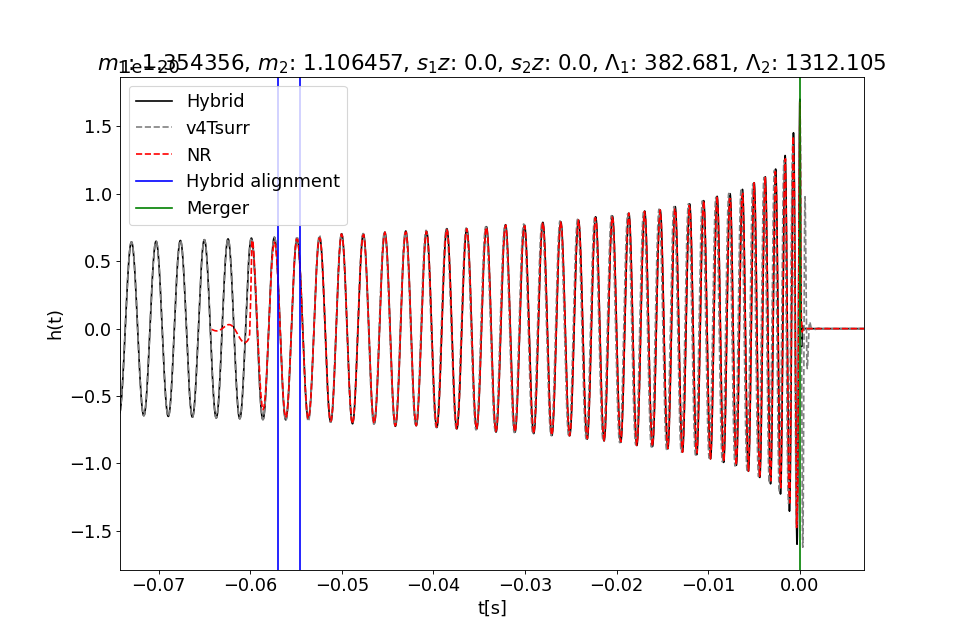 m₁: 1.354356, m₂: 1.106457, s₁z: 0.0, s₂z: 0.0, Λ₁: 382.681, Λ₂: 1312.105
1e−20
Hybrid
v4Tsurr
NR
Hybrid alignment
Merger
1.5
1.0
0.5
0.0
−0.5
−1.0
−1.5
h(t)
−0.07 −0.06 −0.05 −0.04 −0.03 −0.02 −0.01 0.00
t[s]